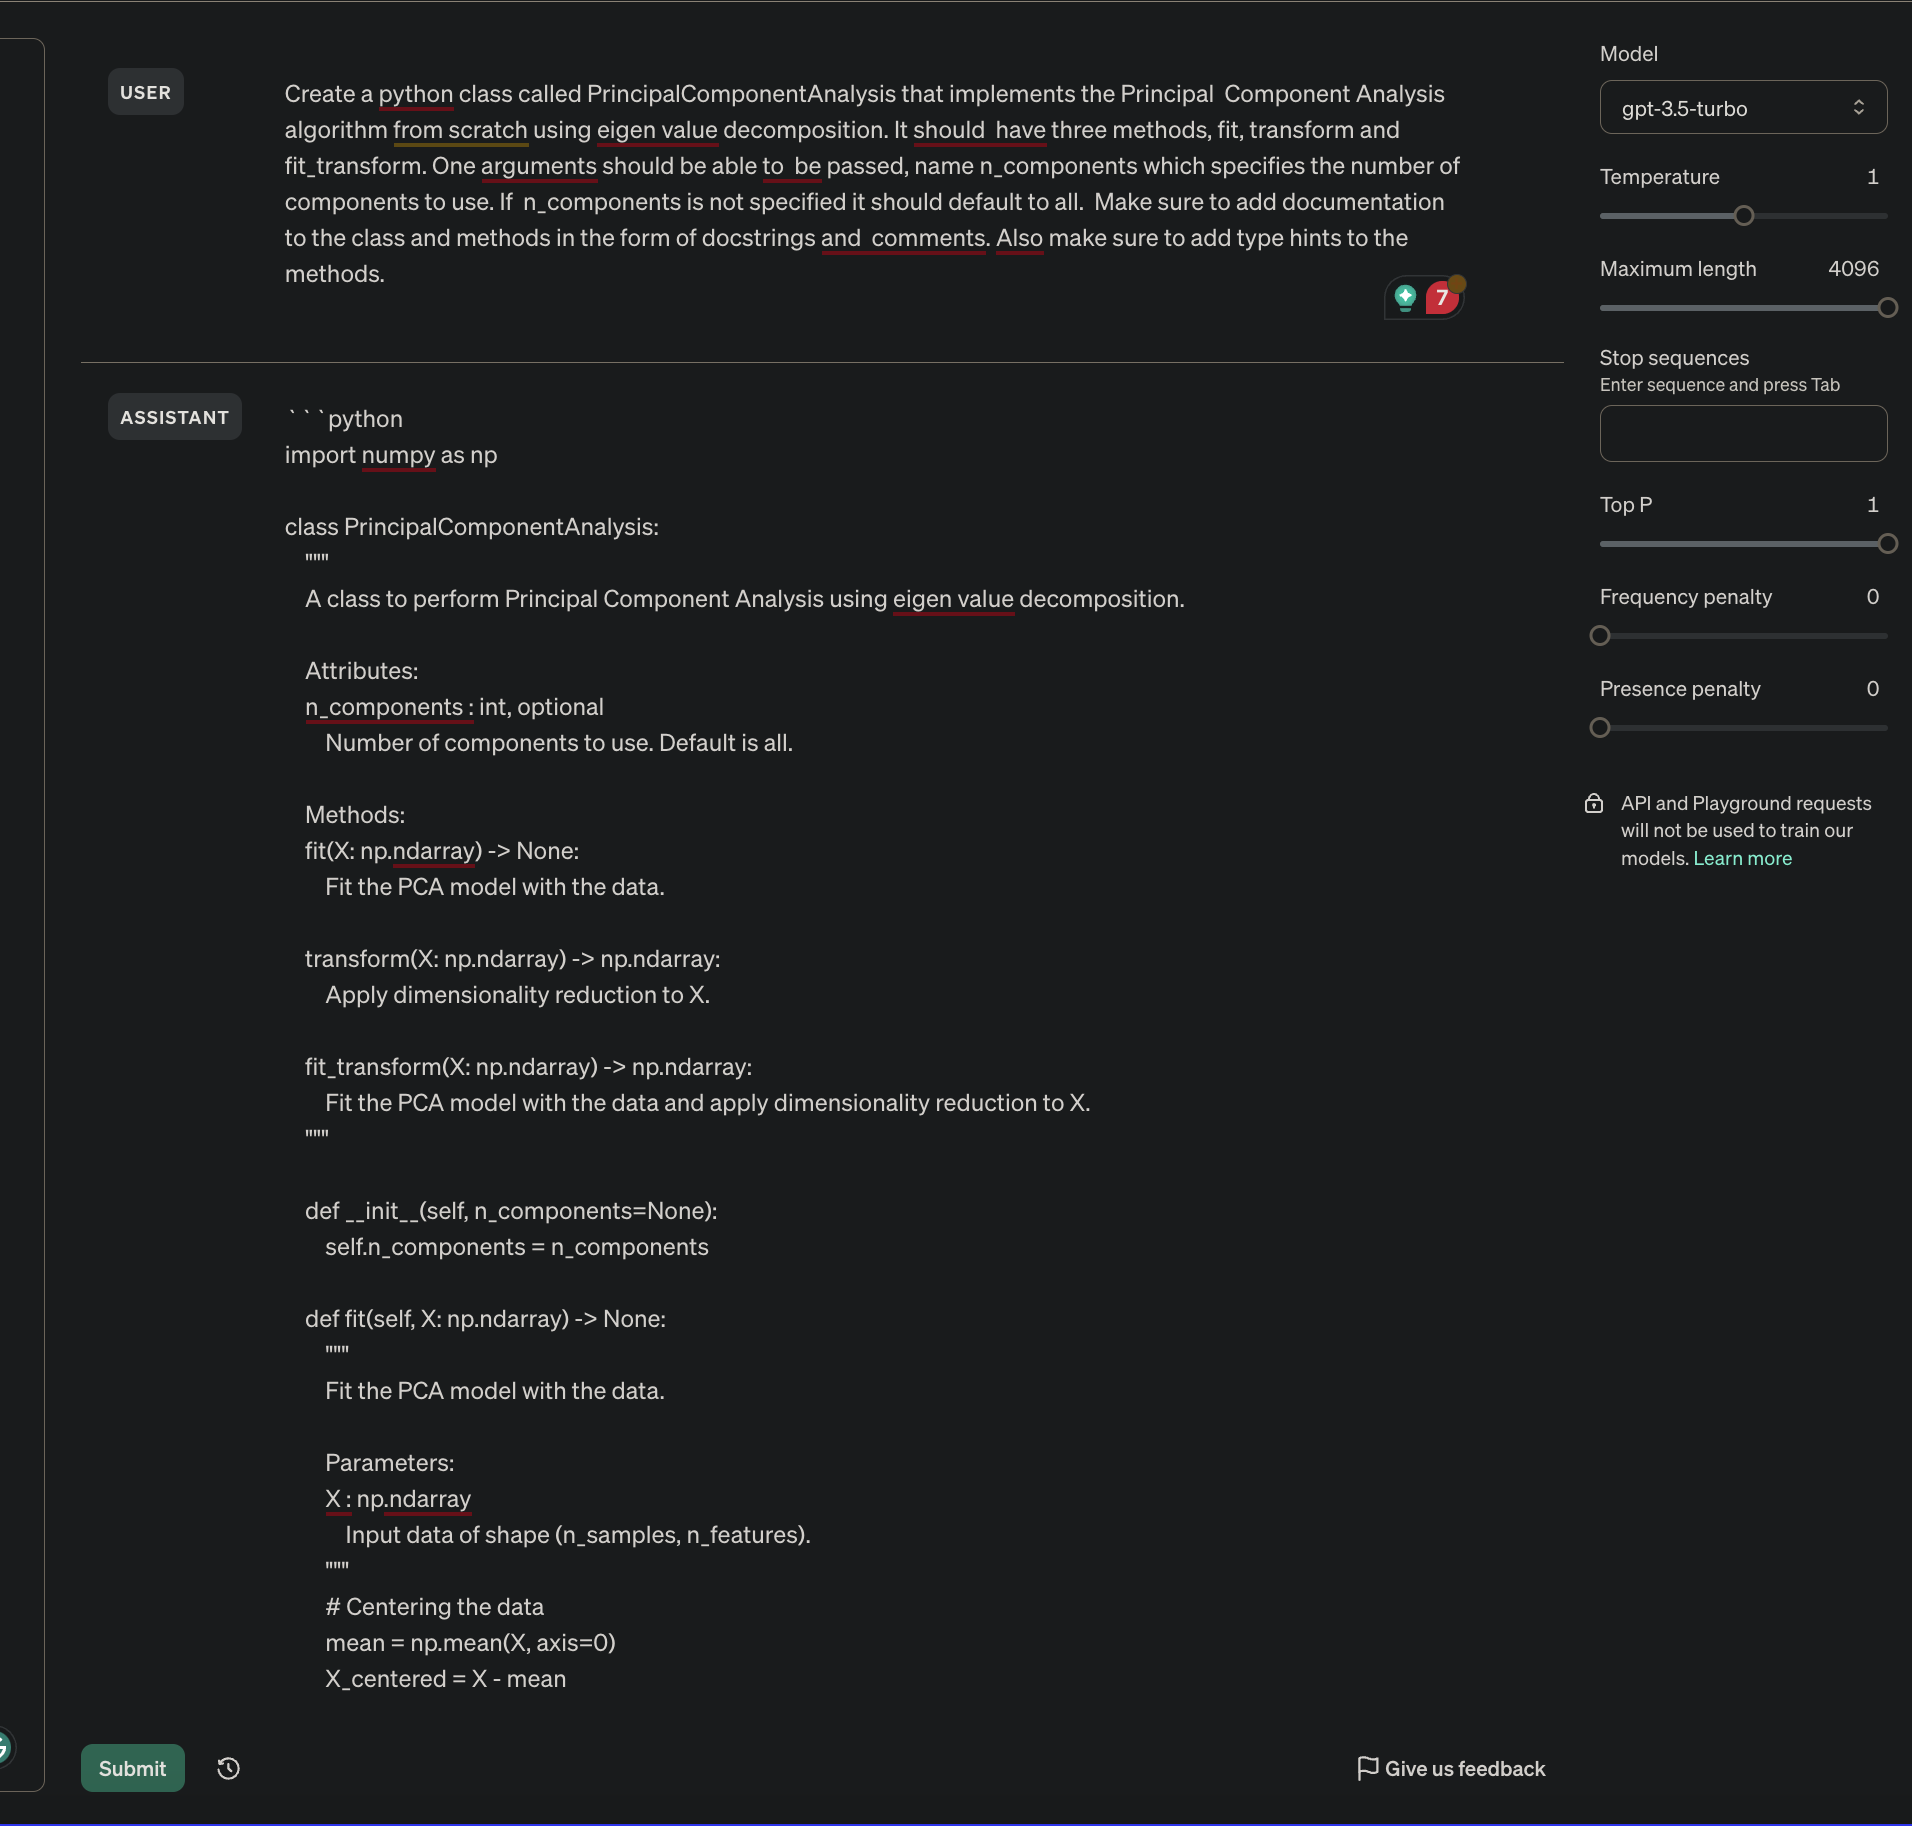 USER
Create a python class called PrincipalComponentAnalysis that implements the Principal  Component Analysis
algorithm from scratch using eigen value decomposition. It should  have three methods, fit, transform and
fit_transform. One arguments should be able to  be passed, name n_components which specifies the number of
components to use. If  n_components is not specified it should default to all.  Make sure to add documentation
to the class and methods in the form of docstrings and  comments. Also make sure to add type hints to the
methods.
7
ASSISTANT
```python
import numpy as np
class PrincipalComponentAnalysis:
    """
    A class to perform Principal Component Analysis using eigen value decomposition.
    Attributes:
    n_components : int, optional
        Number of components to use. Default is all.
    Methods:
    fit(X: np.ndarray) -> None:
        Fit the PCA model with the data.
    transform(X: np.ndarray) -> np.ndarray:
        Apply dimensionality reduction to X.
    fit_transform(X: np.ndarray) -> np.ndarray:
        Fit the PCA model with the data and apply dimensionality reduction to X.
    """
    def __init__(self, n_components=None):
        self.n_components = n_components
    def fit(self, X: np.ndarray) -> None:
        """
        Fit the PCA model with the data.
        Parameters:
        X : np.ndarray
            Input data of shape (n_samples, n_features).
        """
        # Centering the data
        mean = np.mean(X, axis=0)
        X_centered = X - mean
Submit
Give us feedback
Model
gpt-3.5-turbo
Temperature 1
Maximum length 4096
Stop sequences
Enter sequence and press Tab
Top P 1
Frequency penalty 0
Presence penalty 0
API and Playground requests
will not be used to train our
models. Learn more